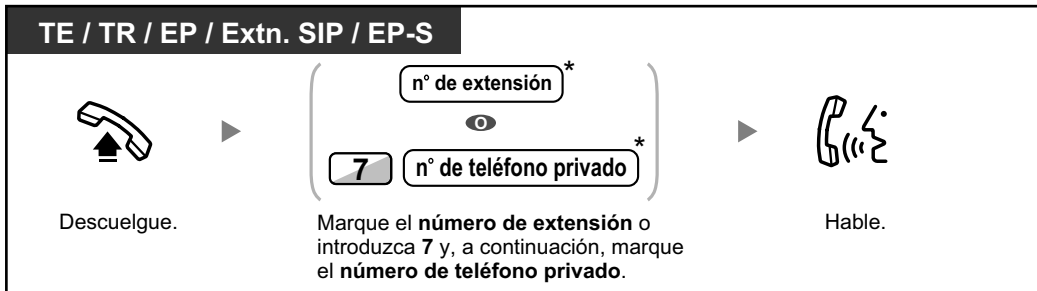 TE / TR / EP / Extn. SIP / EP-S
n° de extensión*
O
7 n° de teléfono privado*
Descuelgue.
Marque el número de extensión o
introduzca 7 y, a continuación, marque
el número de teléfono privado.
Hable.